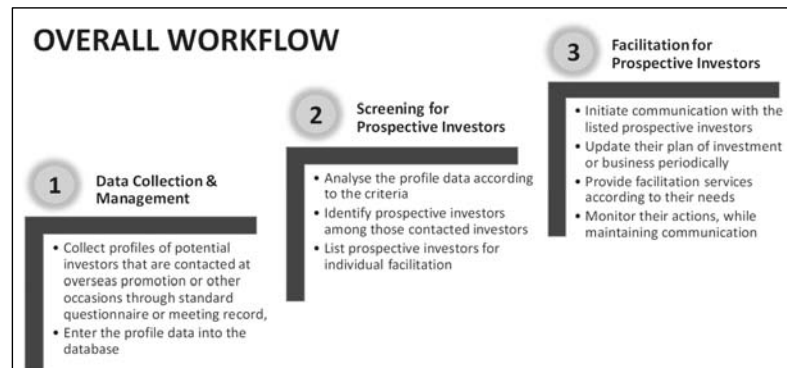 OVERALL WORKFLOW
1
Data Collection &
Management
• Collect profiles of potential
investors that are contacted at
overseas promotion or other
occasions through standard
questionnaire or meeting record,
• Enter the profile data into the
database
2
Screening for
Prospective Investors
• Analyse the profile data according
to the criteria
• Identify prospective investors
among those contacted investors
• List prospective investors for
individual facilitation
3
Facilitation for
Prospective Investors
• Initiate communication with the
listed prospective investors
• Update their plan of investment
or business periodically
• Provide facilitation services
according to their needs
• Monitor their actions, while
maintaining communication